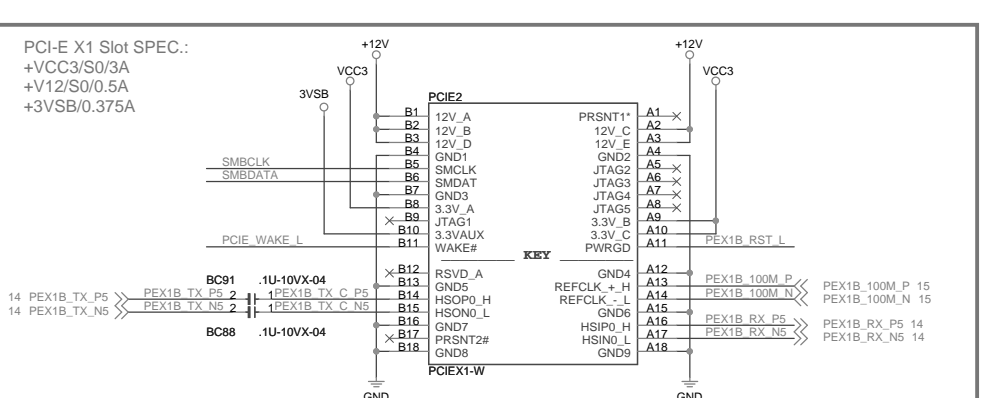 PCI-E X1 Slot SPEC.:
+VCC3/S0/3A
+V12/S0/0.5A
+3VSB/0.375A
+12V
VCC3
3VSB
+12V
VCC3
PCIE2
B1 12V_A PRSNT1* A1
B2 12V_B 12V_C A2
B3 12V_D 12V_E A3
B4 GND1 GND2 A4
SMBCLK B5 SMCLK JTAG2 A5
SMBDATA B6 SMDAT JTAG3 A6
B7 GND3 JTAG4 A7
B8 3.3V_A JTAG5 A8
B9 JTAG1 3.3V_B A9
B10 3.3VAUX 3.3V_C A10
PCIE_WAKE_L B11 WAKE# PWRGD A11 PEX1B_RST_L
KEY
B12 RSVD_A GND4 A12
BC91 .1U-10VX-04 B13 GND5 REFCLK_+_H A13 PEX1B_100M_P PEX1B_100M_P 15
14 PEX1B_TX_P5 PEX1B_TX_P5 2 1 PEX1B_TX_C_P5 B14 HSOP0_H REFCLK_-_L A14 PEX1B_100M_N PEX1B_100M_N 15
14 PEX1B_TX_N5 PEX1B_TX_N5 2 1 PEX1B_TX_C_N5 B15 HSON0_L GND6 A15
B16 GND7 HSIP0_H A16 PEX1B_RX_P5 PEX1B_RX_P5 14
BC88 .1U-10VX-04 B17 PRSNT2# HSIN0_L A17 PEX1B_RX_N5 PEX1B_RX_N5 14
B18 GND8 GND9 A18
PCIEX1-W
GND GND